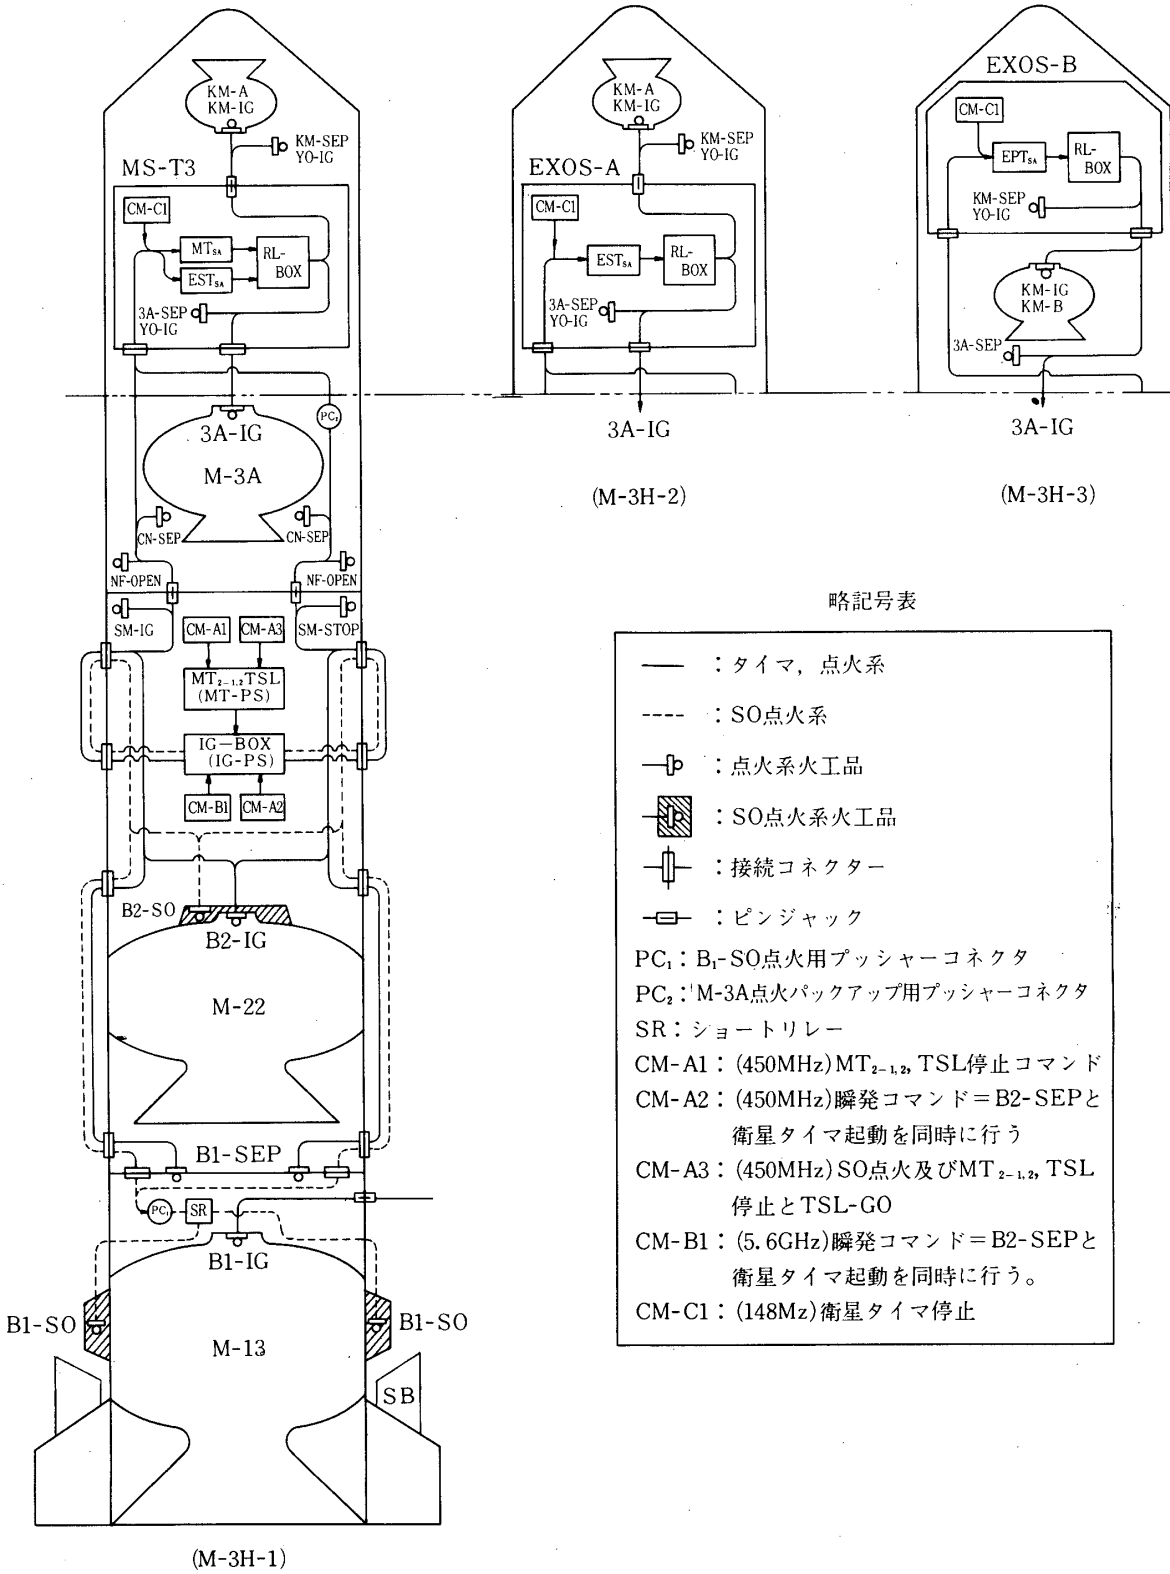 KM-A
KM-IG
KM-SEP
YO-IG
MS-T3
CM-C1
MTSA
ESTSA
RL-
BOX
3A-SEP
YO-IG
3A-IG
PC₁
M-3A
CN-SEP
CN-SEP
NF-OPEN
NF-OPEN
SM-IG
CM-A1
CM-A3
SM-STOP
MT₂₋₁,₂TSL
(MT-PS)
IG-BOX
(IG-PS)
CM-B1
CM-A2
B2-SO
B2-IG
M-22
B1-SEP
PC₁
SR
B1-IG
B1-SO
B1-SO
M-13
SB
(M-3H-1)
KM-A
KM-IG
KM-SEP
YO-IG
EXOS-A
CM-C1
ESTSA
RL-
BOX
3A-SEP
YO-IG
3A-IG
(M-3H-2)
EXOS-B
CM-C1
EPTSA
RL-
BOX
KM-SEP
YO-IG
KM-IG
KM-B
3A-SEP
3A-IG
(M-3H-3)
略記号表
:タイマ,点火系
:SO点火系
:点火系火工品
:SO点火系火工品
:接続コネクター
:ピンジャック
PC₁:B₁-SO点火用プッシャーコネクタ
PC₂:M-3A点火バックアップ用プッシャーコネクタ
SR:ショートリレー
CM-A1:(450MHz)MT₂₋₁,₂,TSL停止コマンド
CM-A2:(450MHz)瞬発コマンド=B2-SEPと
衛星タイマ起動を同時に行う
CM-A3:(450MHz)SO点火及びMT₂₋₁,₂,TSL
停止とTSL-GO
CM-B1:(5.6GHz)瞬発コマンド=B2-SEPと
衛星タイマ起動を同時に行う。
CM-C1:(148Mz)衛星タイマ停止